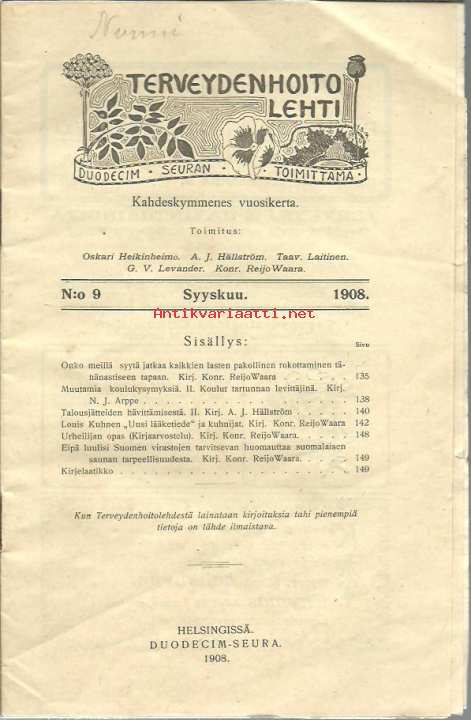 Nurmi
TERVEYDENHOITO
LEHTI
DUODECIM · SEURAN · TOIMITTAMA ·
Kahdeskymmenes vuosikerta.
Toimitus:
Oskari Heikinheimo. A. J. Hällström. Taav. Laitinen.
G. V. Levander. Konr. ReijoWaara.
N:o 9 Syyskuu. 1908.
Antikvariaatti.net
Sisällys:
Sivu
Onko meillä syytä jatkaa kaikkien lasten pakollinen rokottaminen tä-
hänastiseen tapaan. Kirj. Konr. ReijoWaara . . . . . . 135
Muutamia koulukysymyksiä. II. Koulut tartunnan levittäjinä. Kirj.
N. J. Arppe . . . . . . . . . . . . . . . . 138
Talousjätteiden hävittämisestä. II. Kirj. A. J. Hällström . . . . . 140
Louis Kuhnen „Uusi lääketiede" ja kuhnijat. Kirj. Konr. ReijoWaara 142
Urheilijan opas (Kirjaarvostelu). Kirj. Konr. ReijoWaara. . . . . 148
Eipä luulisi Suomen virastojen tarvitsevan huomauttaa suomalaisen
saunan tarpeellisuudesta. Kirj. Konr. ReijoWaara. . . . . 149
Kirjelaatikko . . . . . . . . . . . . . . . . . 149
Kun Terveydenhoitolehdestä lainataan kirjoituksia tahi pienempiä
tietoja on lähde ilmaistava.
HELSINGISSÄ.
DUODECIM-SEURA.
1908.